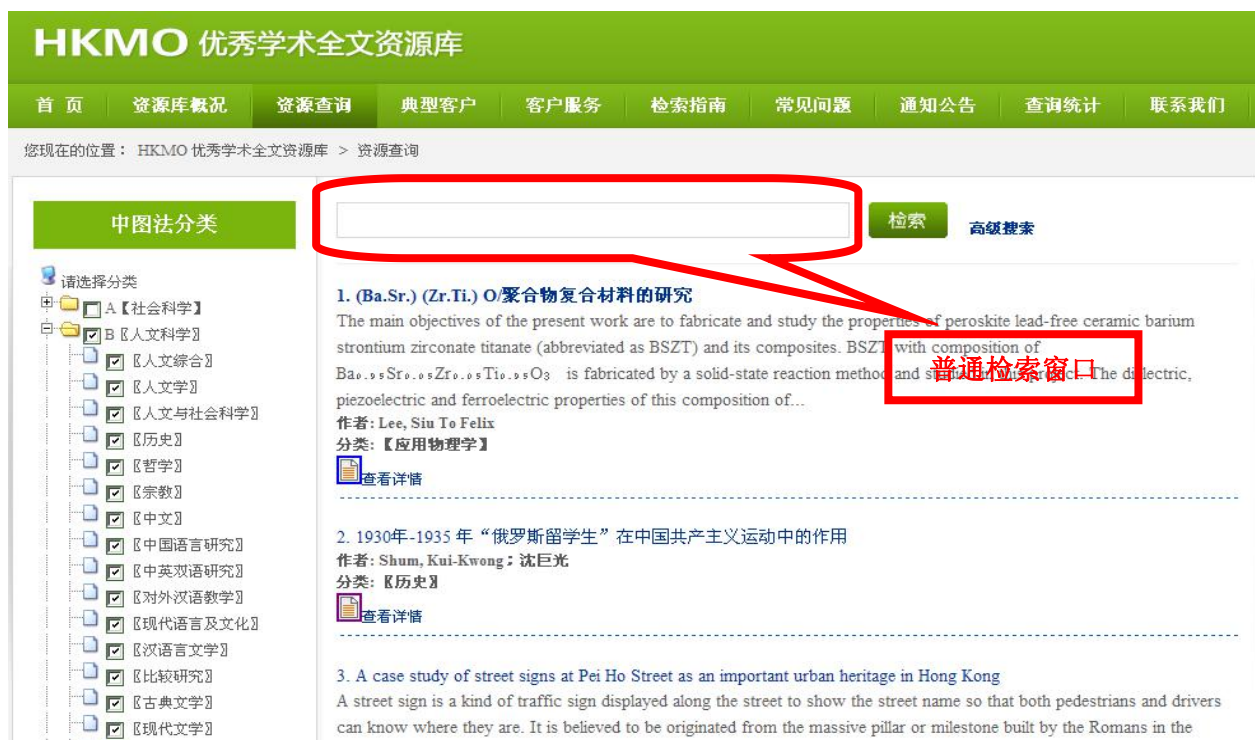 HKMO 优秀学术全文资源库
首 页 资源库概况 资源查询 典型客户 客户服务 检索指南 常见问题 通知公告 查询统计 联系我们
您现在的位置： HKMO 优秀学术全文资源库 > 资源查询
中图法分类
请选择分类
A【社会科学】
B〖人文科学〗
〖人文综合〗
〖人文学〗
〖人文与社会科学〗
〖历史〗
〖哲学〗
〖宗教〗
〖中文〗
〖中国语言研究〗
〖中英双语研究〗
〖对外汉语教学〗
〖现代语言及文化〗
〖汉语言文学〗
〖比较研究〗
〖古典文学〗
〖现代文学〗
检索 高级搜索
普通检索窗口
1. (Ba.Sr.) (Zr.Ti.) O/聚合物复合材料的研究
The main objectives of the present work are to fabricate and study the properties of peroskite lead-free ceramic barium
strontium zirconate titanate (abbreviated as BSZT) and its composites. BSZT with composition of
Ba₀.₉₅Sr₀.₀₅Zr₀.₀₅Ti₀.₉₅O₃ is fabricated by a solid-state reaction method and studied in this project. The dielectric,
piezoelectric and ferroelectric properties of this composition of...
作者: Lee, Siu To Felix
分类:【应用物理学】
查看详情
2. 1930年-1935 年“俄罗斯留学生”在中国共产主义运动中的作用
作者: Shum, Kui-Kwong；沈巨光
分类:〖历史〗
查看详情
3. A case study of street signs at Pei Ho Street as an important urban heritage in Hong Kong
A street sign is a kind of traffic sign displayed along the street to show the street name so that both pedestrians and drivers
can know where they are. It is believed to be originated from the massive pillar or milestone built by the Romans in the